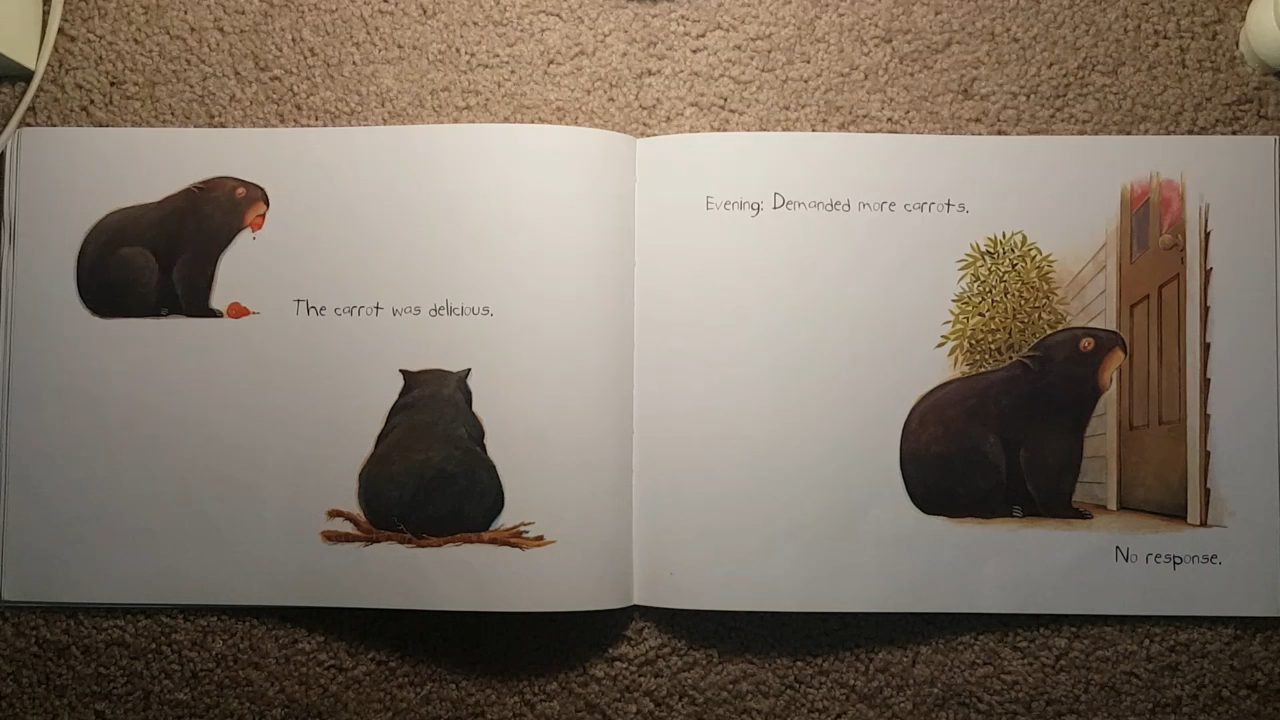 The carrot was delicious.
Evening: Demanded more carrots.
No response.